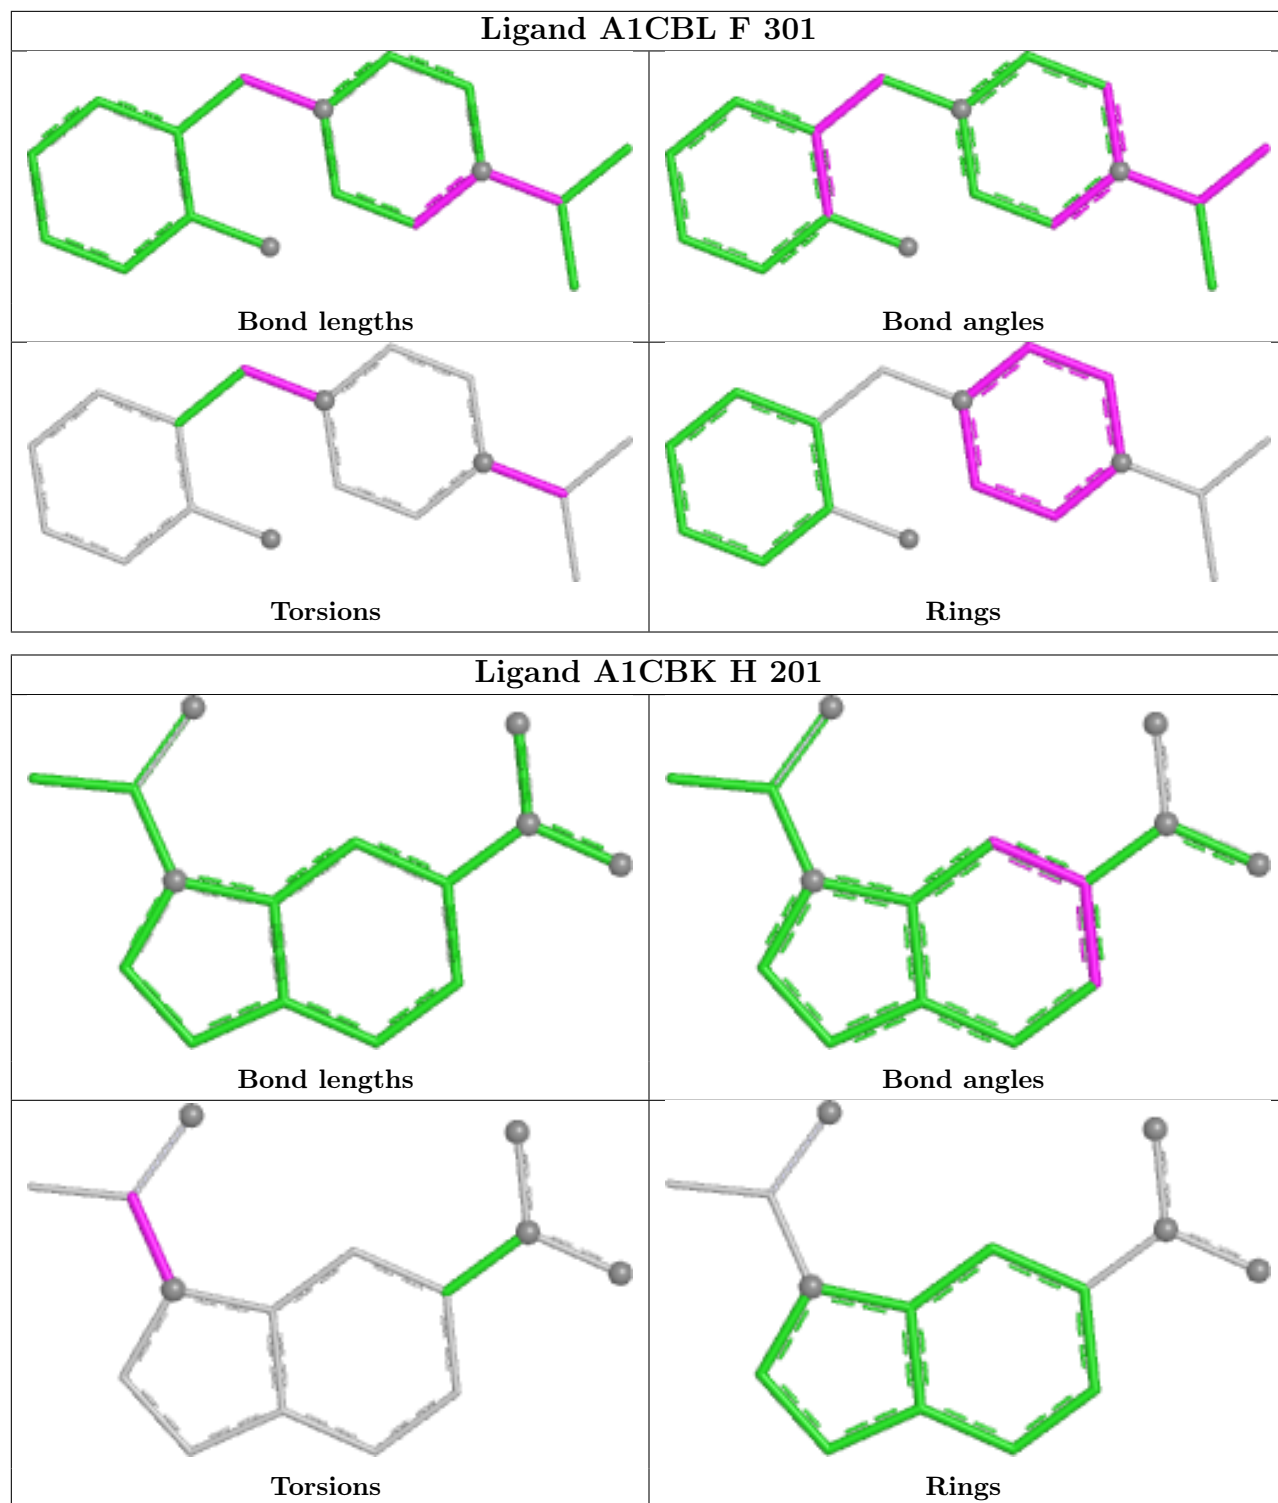 Ligand A1CBL F 301
Bond lengths
Bond angles
Torsions
Rings
Ligand A1CBK H 201
Bond lengths
Bond angles
Torsions
Rings